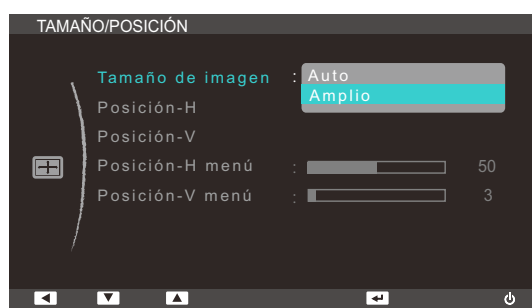 TAMAÑO/POSICIÓN
Tamaño de imagen : Auto
Amplio
Posición-H
Posición-V
Posición-H menú : 50
Posición-V menú : 3